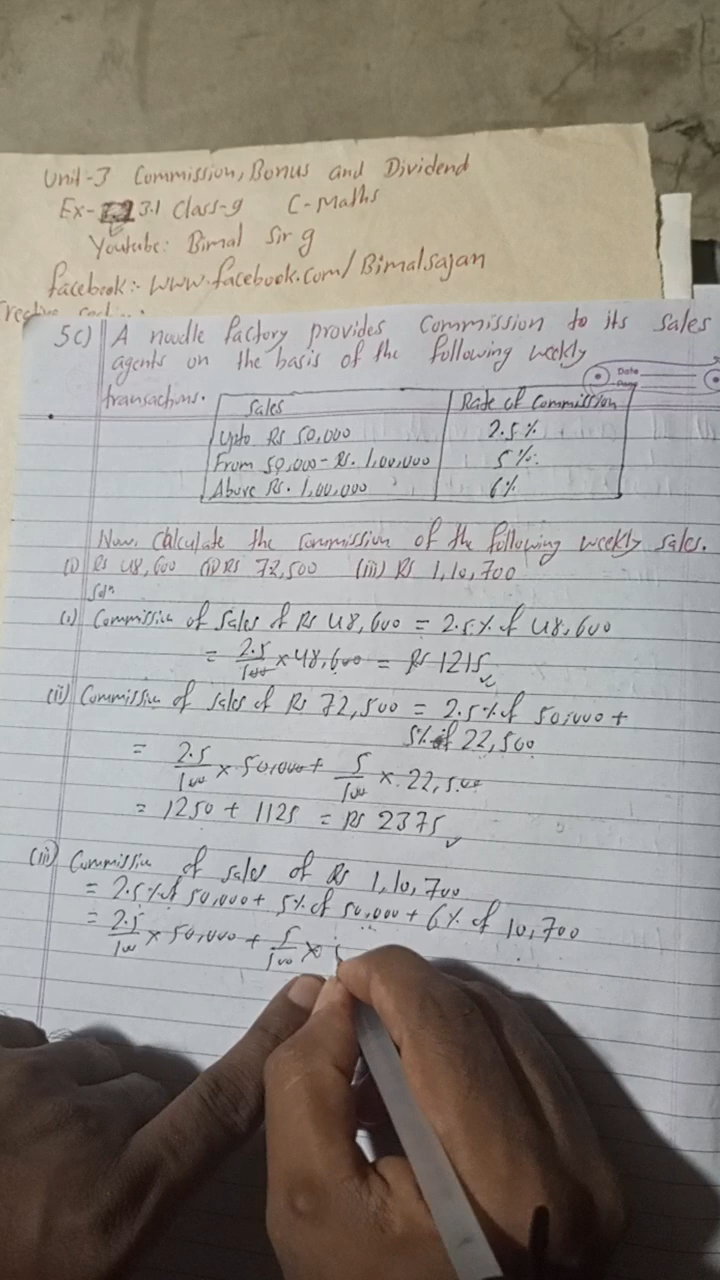 Unit-3 Commission, Bonus and Dividend
Ex- 3.1 Class-9 C-Maths
Youtube: Bimal Sir g
facebook:- www.facebook.com/Bimalsajan
5c) A noodle factory provides Commission to its sales
agents on the basis of the following weekly
transactions.
Date
Page
Sales Rate of Commission
Upto Rs 50,000 2.5%
From 50,000 - Rs. 1,00,000 5%
Above Rs. 1,00,000 6%
Now, Calculate the commission of the following weekly sales.
(i) Rs 48,600 (ii) Rs 72,500 (iii) Rs 1,10,700
Soln
(i) Commission of Sales of Rs 48,600 = 2.5% of 48,600
= 2.5/100 × 48,600 = Rs 1215
(ii) Commission of sales of Rs 72,500 = 2.5% of 50,000 +
5% of 22,500
= 2.5/100 × 50,000 + 5/100 × 22,500
= 1250 + 1125 = Rs 2375
(iii) Commission of sales of Rs 1,10,700
= 2.5% of 50,000 + 5% of 50,000 + 6% of 10,700
= 2.5/100 × 50,000 + 5/100 ×